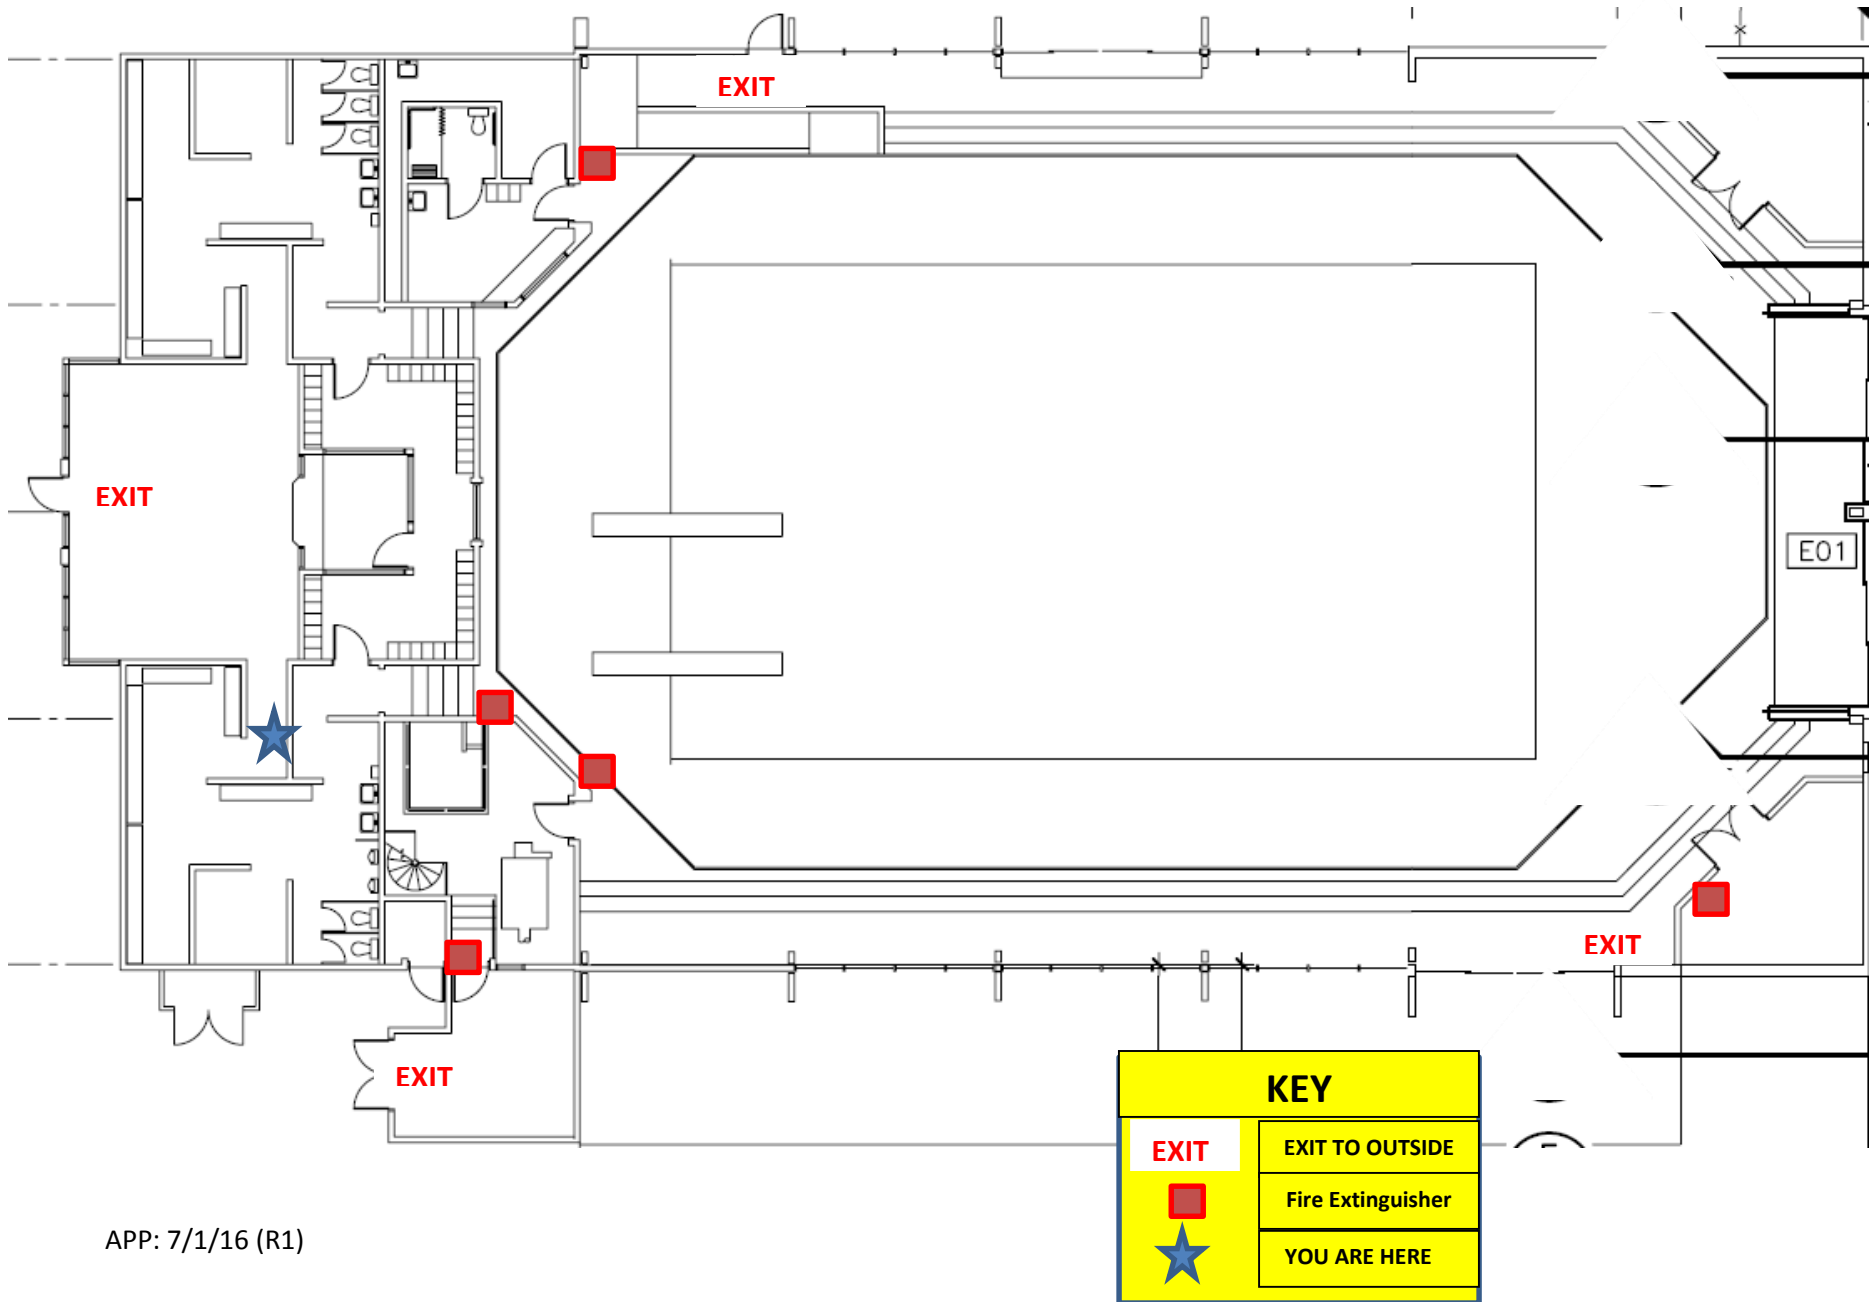 EXIT
EXIT
E01
EXIT
EXIT
KEY
EXIT EXIT TO OUTSIDE
Fire Extinguisher
YOU ARE HERE
APP: 7/1/16 (R1)